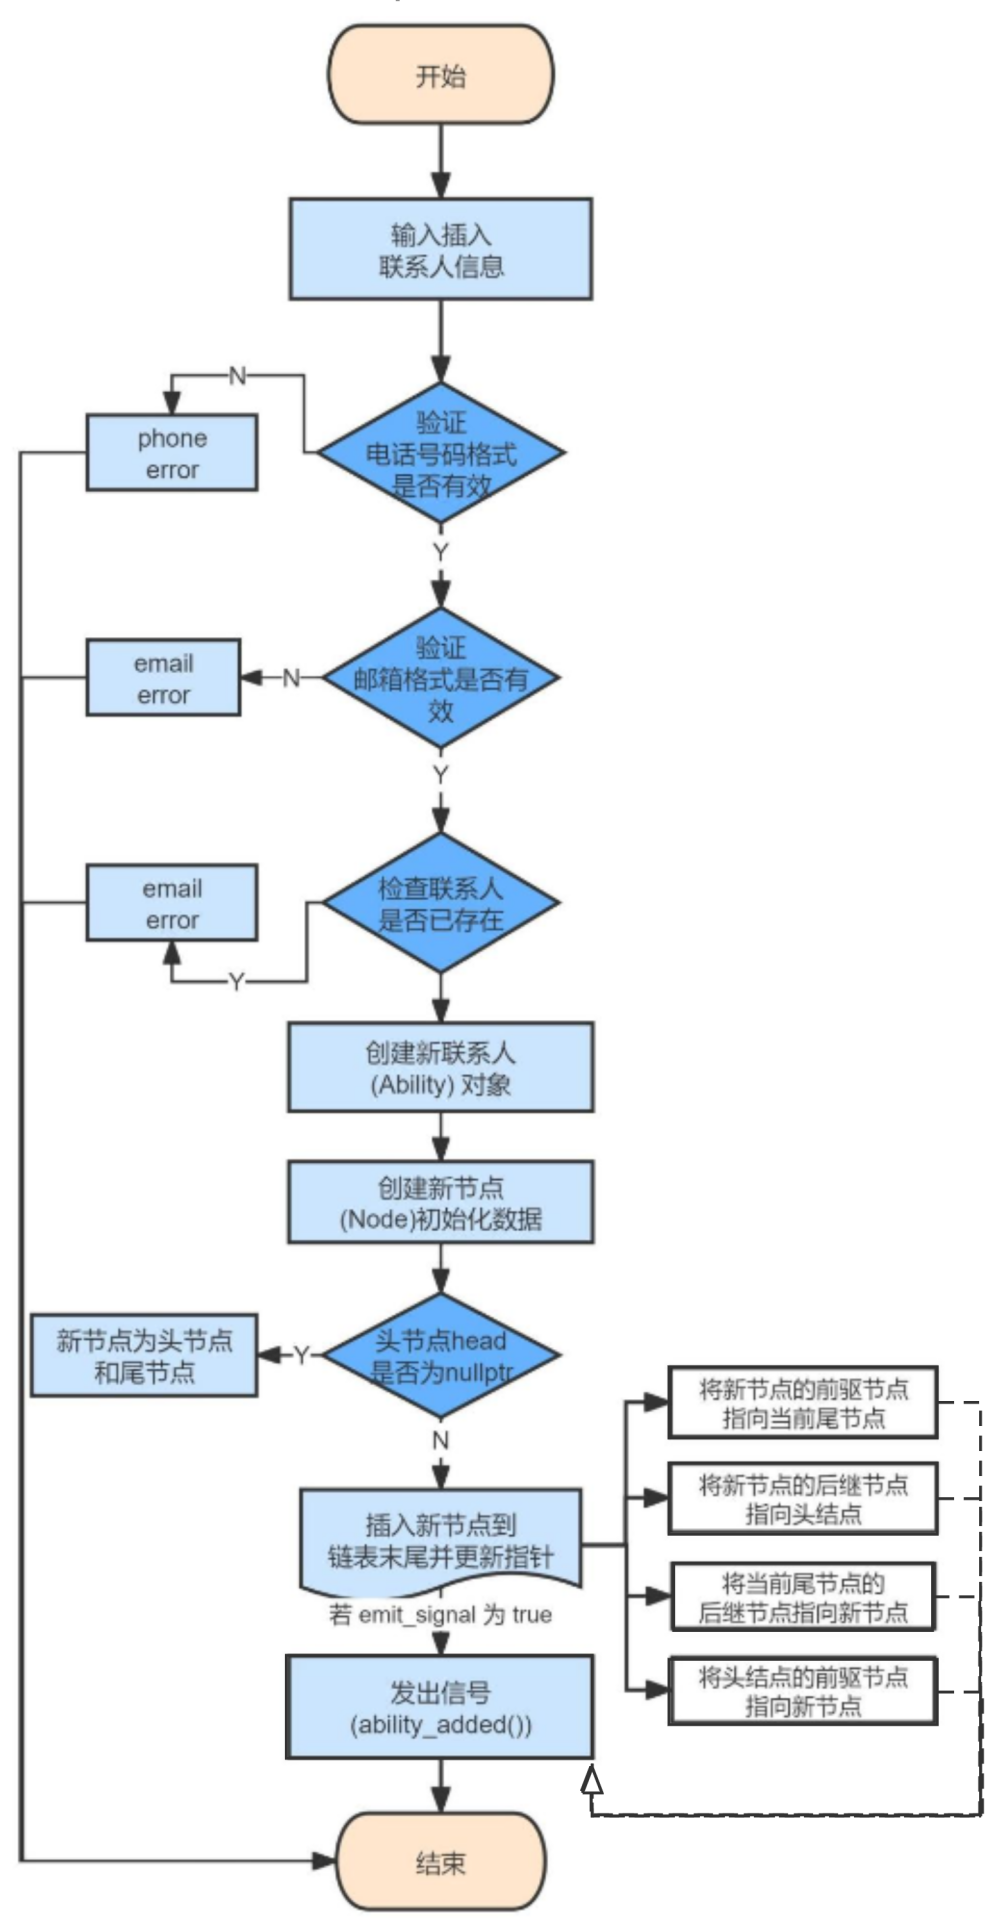 开始
输入插入
联系人信息
N
验证
电话号码格式
是否有效
phone
error
Y
验证
邮箱格式是否有
效
N
email
error
Y
检查联系人
是否已存在
email
error
Y
创建新联系人
(Ability) 对象
创建新节点
(Node)初始化数据
头节点head
是否为nullptr
Y
新节点为头节点
和尾节点
N
插入新节点到
链表末尾并更新指针
将新节点的前驱节点
指向当前尾节点
将新节点的后继节点
指向头结点
将当前尾节点的
后继节点指向新节点
将头结点的前驱节点
指向新节点
若 emit_signal 为 true
发出信号
(ability_added())
结束